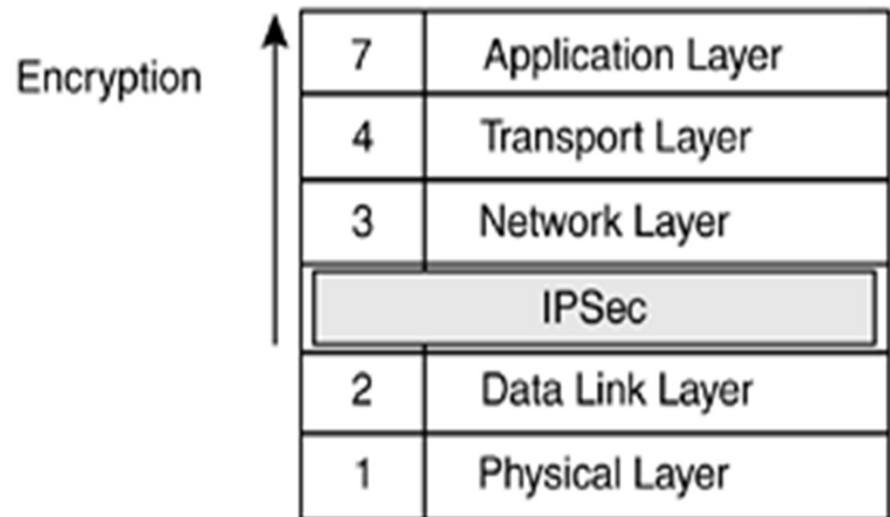 Encryption
7 Application Layer
4 Transport Layer
3 Network Layer
IPSec
2 Data Link Layer
1 Physical Layer